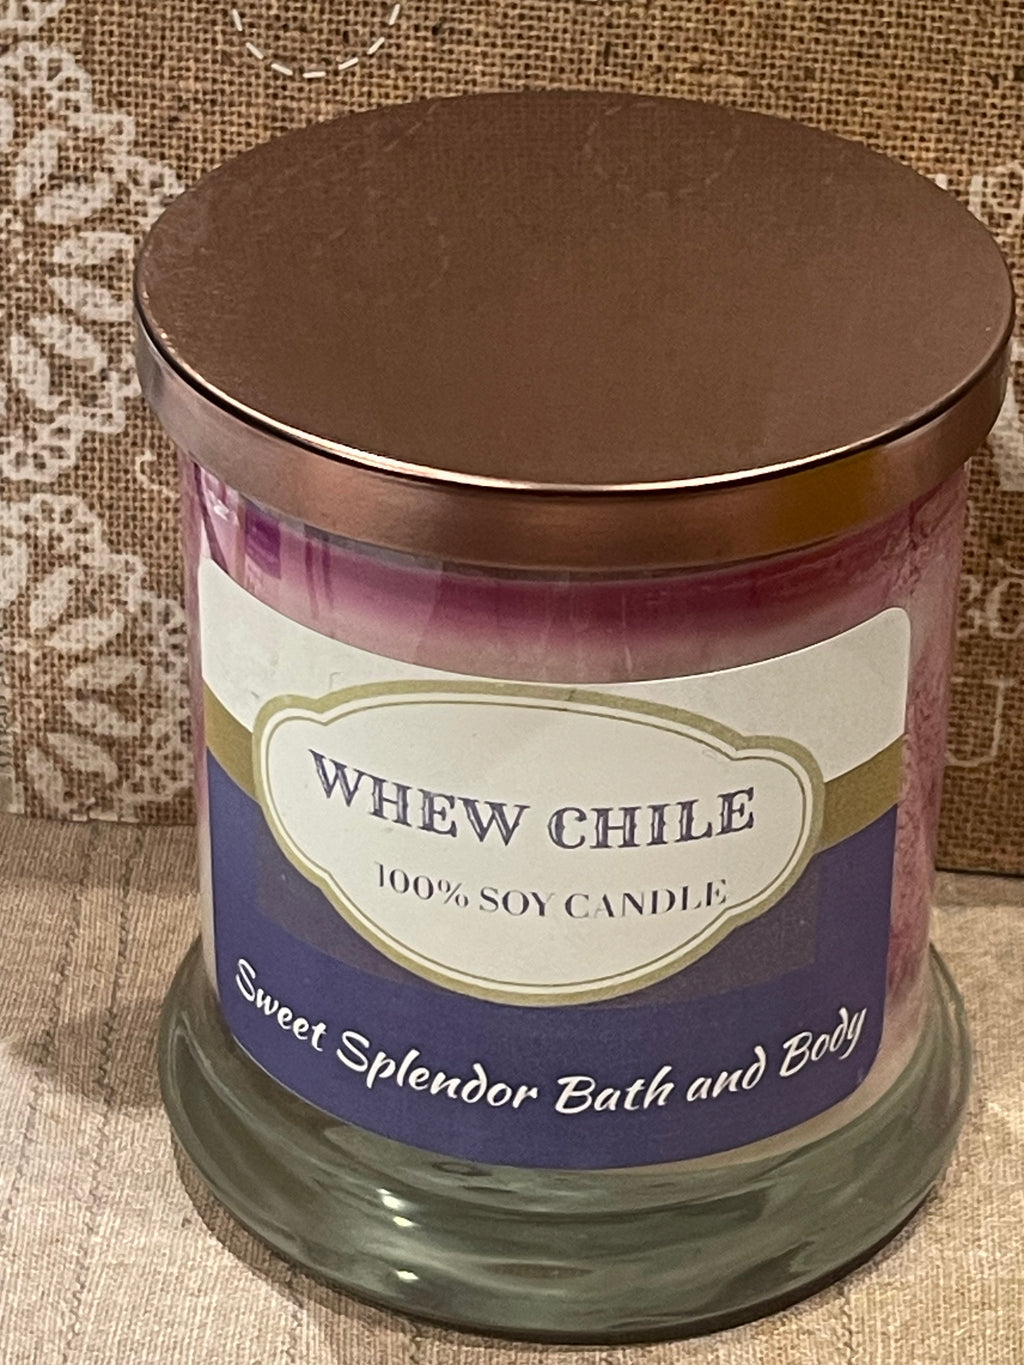 WHEW CHILE
100% SOY CANDLE
Sweet Splendor Bath and Body